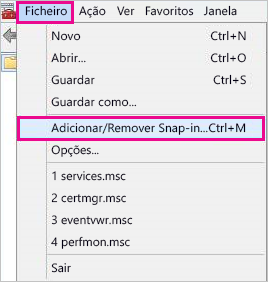 Ficheiro Ação Ver Favoritos Janela
Novo Ctrl+N
Abrir... Ctrl+O
Guardar Ctrl+S
Guardar como...
Adicionar/Remover Snap-in...Ctrl+M
Opções...
1 services.msc
2 certmgr.msc
3 eventvwr.msc
4 perfmon.msc
Sair